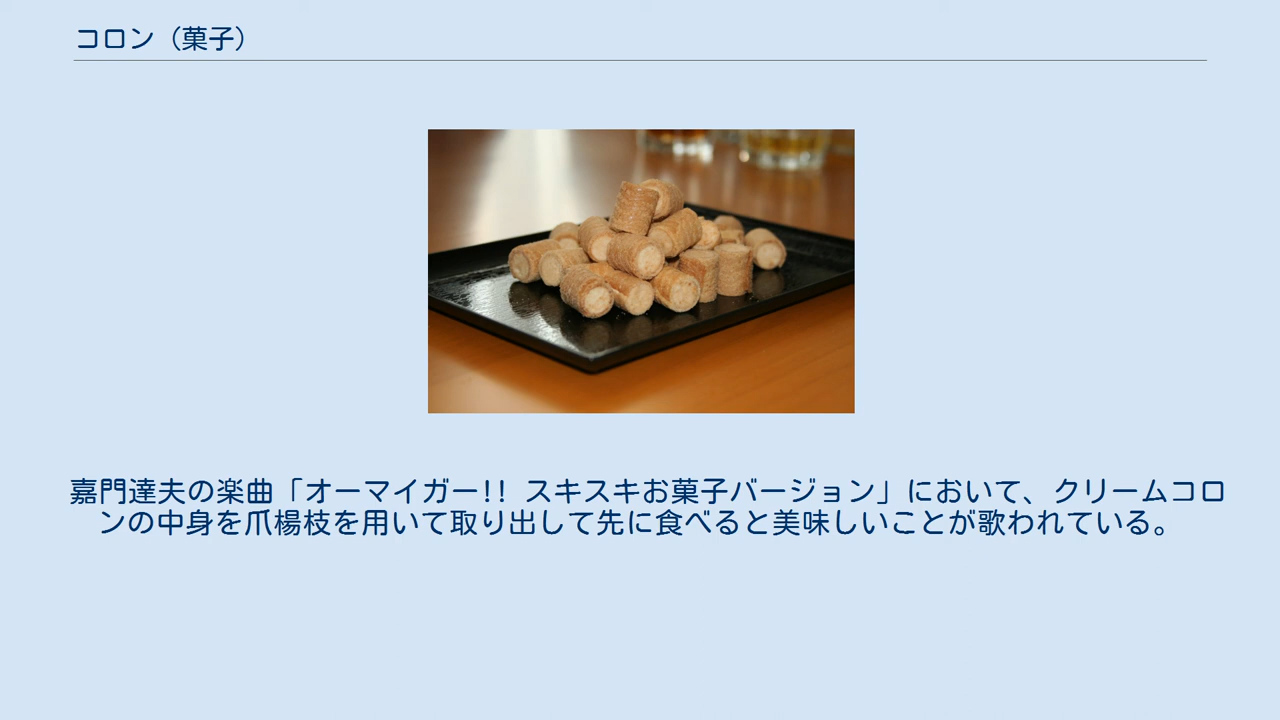 コロン（菓子）
嘉門達夫の楽曲「オーマイガー!! スキスキお菓子バージョン」において、クリームコロ
ンの中身を爪楊枝を用いて取り出して先に食べると美味しいことが歌われている。